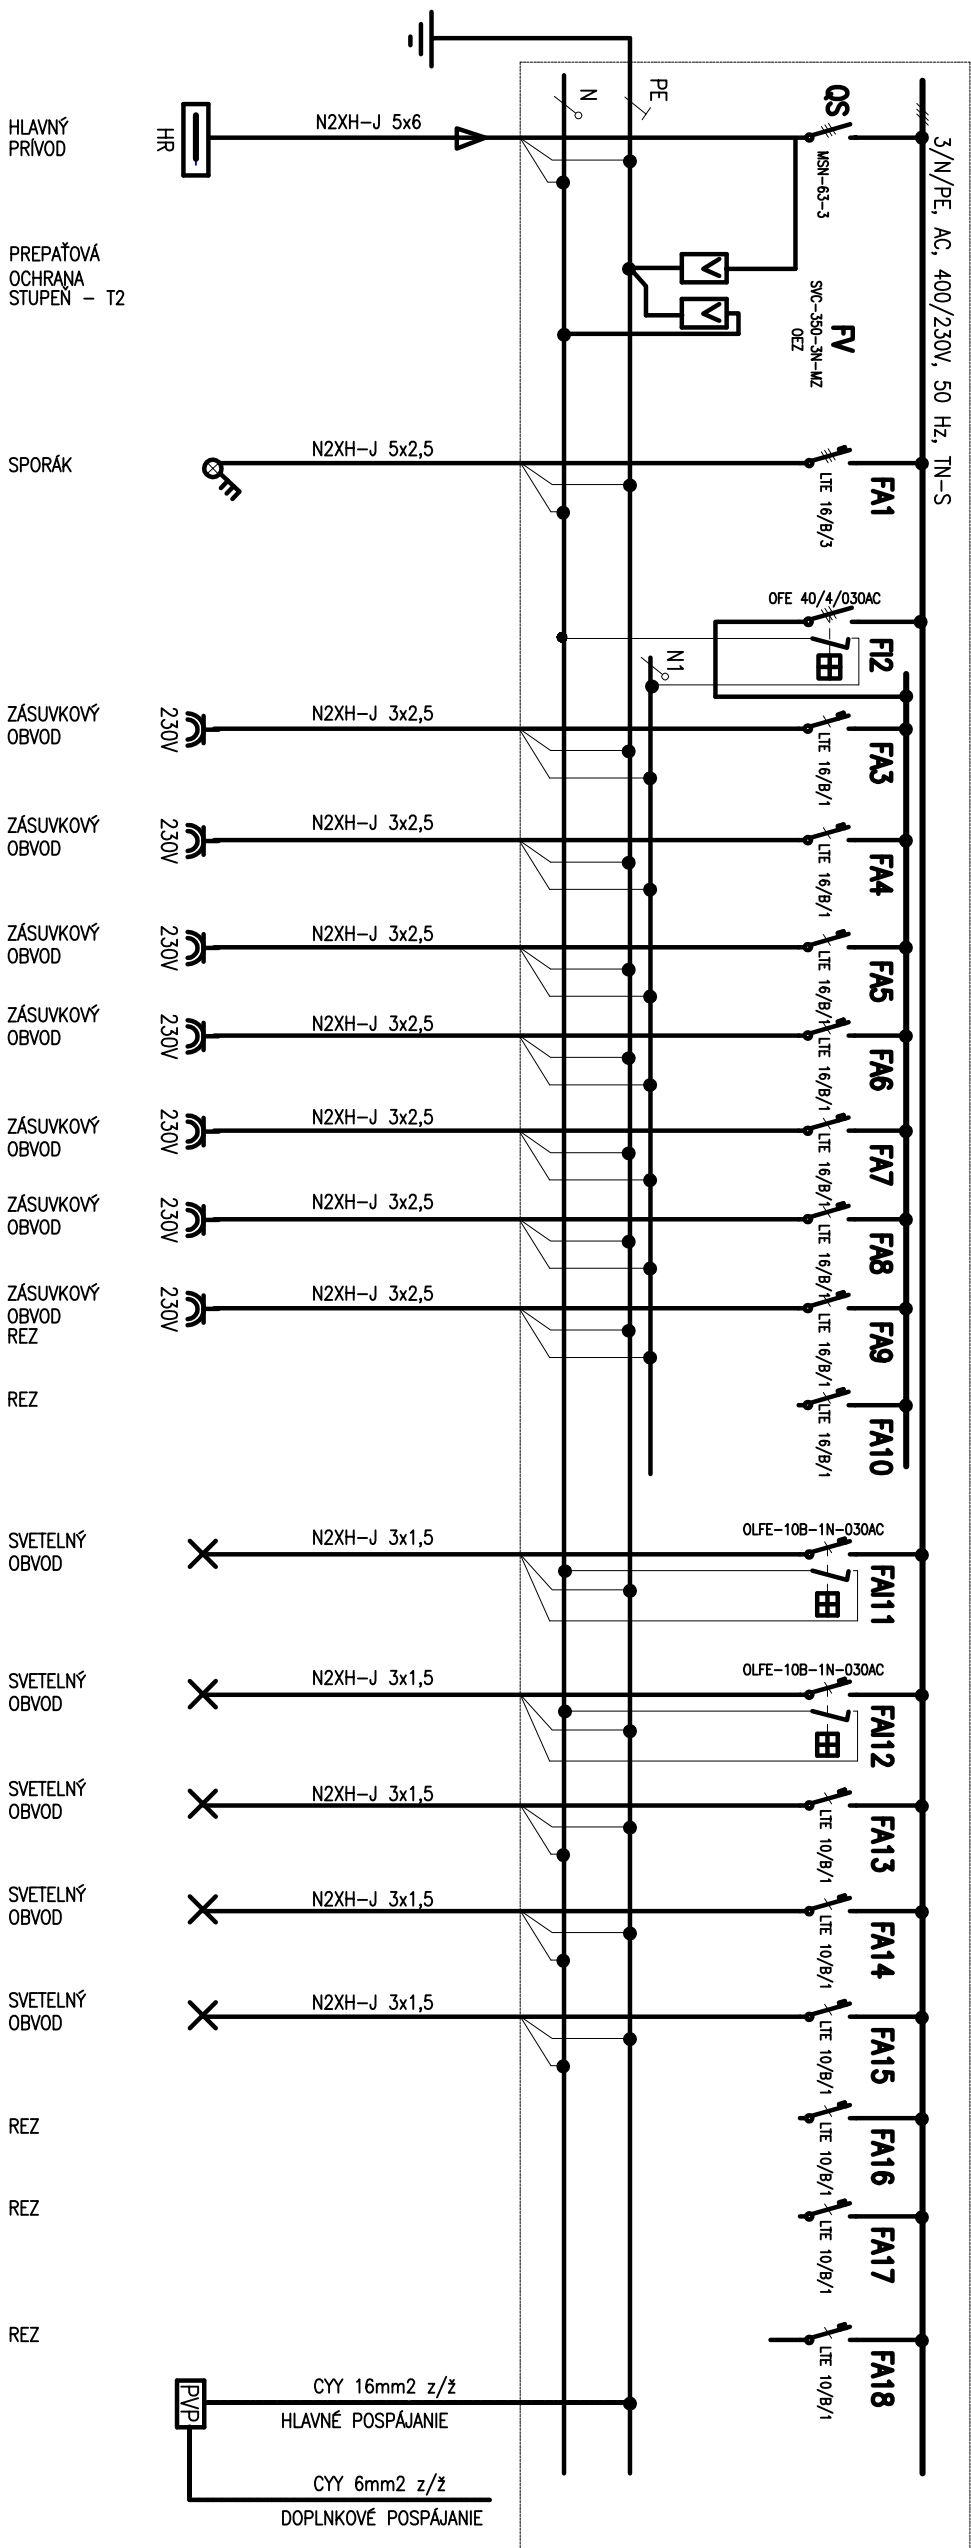 3/N/PE, AC, 400/230V, 50 Hz, TN-S
PE
N
QS
MSN-63-3
HLAVNÝ
PRÍVOD
HR
N2XH-J 5x6
PREPAŤOVÁ
OCHRANA
STUPEŇ - T2
FV
SVC-350-3N-MZ
OEZ
SPORÁK
N2XH-J 5x2,5
LTE 16/B/3
FA1
OFE 40/4/030AC
FI2
N1
ZÁSUVKOVÝ
OBVOD
230V
N2XH-J 3x2,5
LTE 16/B/1
FA3
ZÁSUVKOVÝ
OBVOD
230V
N2XH-J 3x2,5
LTE 16/B/1
FA4
ZÁSUVKOVÝ
OBVOD
230V
N2XH-J 3x2,5
LTE 16/B/1
FA5
ZÁSUVKOVÝ
OBVOD
230V
N2XH-J 3x2,5
LTE 16/B/1
FA6
ZÁSUVKOVÝ
OBVOD
230V
N2XH-J 3x2,5
LTE 16/B/1
FA7
ZÁSUVKOVÝ
OBVOD
230V
N2XH-J 3x2,5
LTE 16/B/1
FA8
ZÁSUVKOVÝ
OBVOD
REZ
230V
N2XH-J 3x2,5
LTE 16/B/1
FA9
REZ
LTE 16/B/1
FA10
SVETELNÝ
OBVOD
N2XH-J 3x1,5
OLFE-10B-1N-030AC
FAI11
SVETELNÝ
OBVOD
N2XH-J 3x1,5
OLFE-10B-1N-030AC
FAI12
SVETELNÝ
OBVOD
N2XH-J 3x1,5
LTE 10/B/1
FA13
SVETELNÝ
OBVOD
N2XH-J 3x1,5
LTE 10/B/1
FA14
SVETELNÝ
OBVOD
N2XH-J 3x1,5
LTE 10/B/1
FA15
REZ
LTE 10/B/1
FA16
REZ
LTE 10/B/1
FA17
REZ
LTE 10/B/1
FA18
PVP
CYY 16mm2 z/ž
HLAVNÉ POSPÁJANIE
CYY 6mm2 z/ž
DOPLNKOVÉ POSPÁJANIE